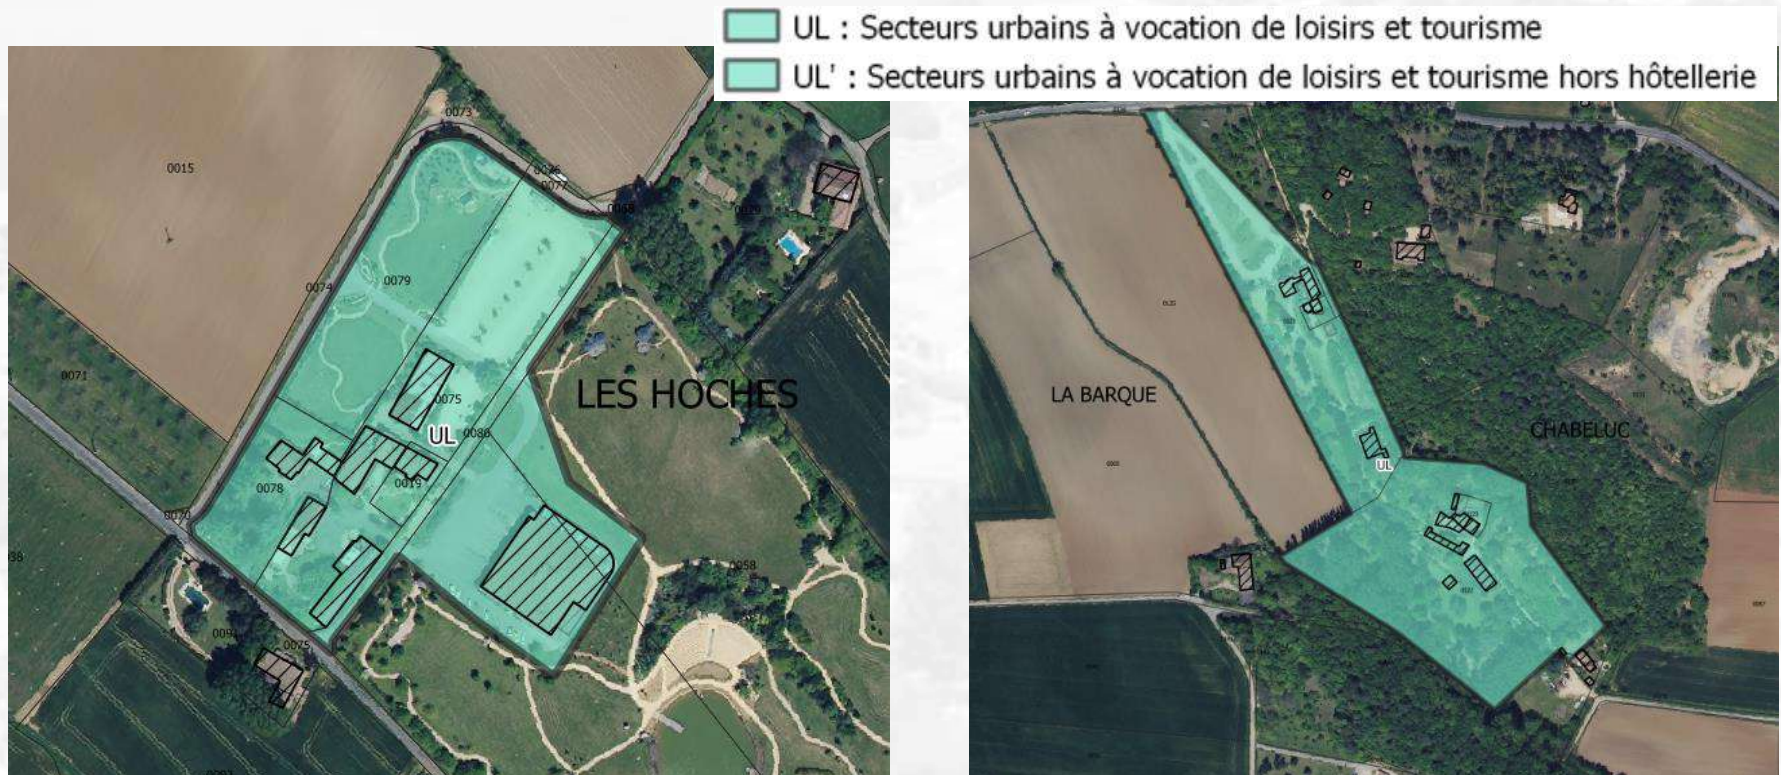 UL : Secteurs urbains à vocation de loisirs et tourisme
UL' : Secteurs urbains à vocation de loisirs et tourisme hors hôtellerie
0073
0015
0046
0077
0079
0074
LES HOCHES
0071
0075
UL
0086
0019
0078
0070
0058
0091
0075
LA BARQUE
CHABELUC
UL